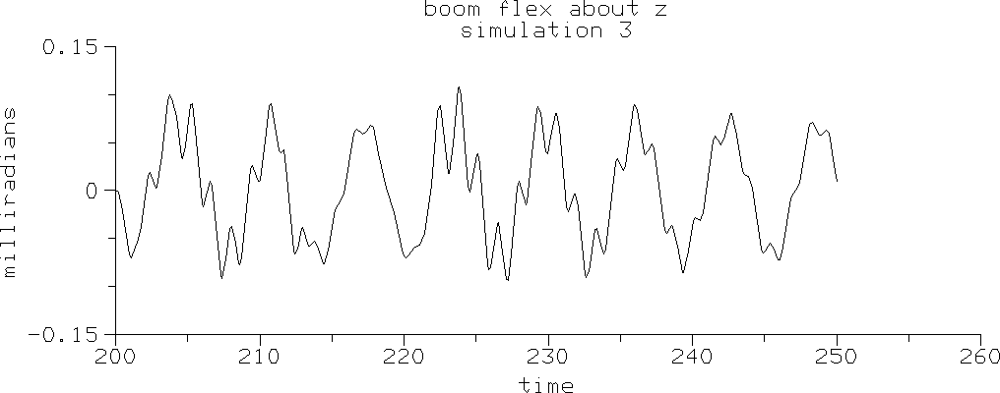 boom flex about z
simulation 3
0.15
milliradians
0
-0.15
200 210 220 230 240 250 260
time